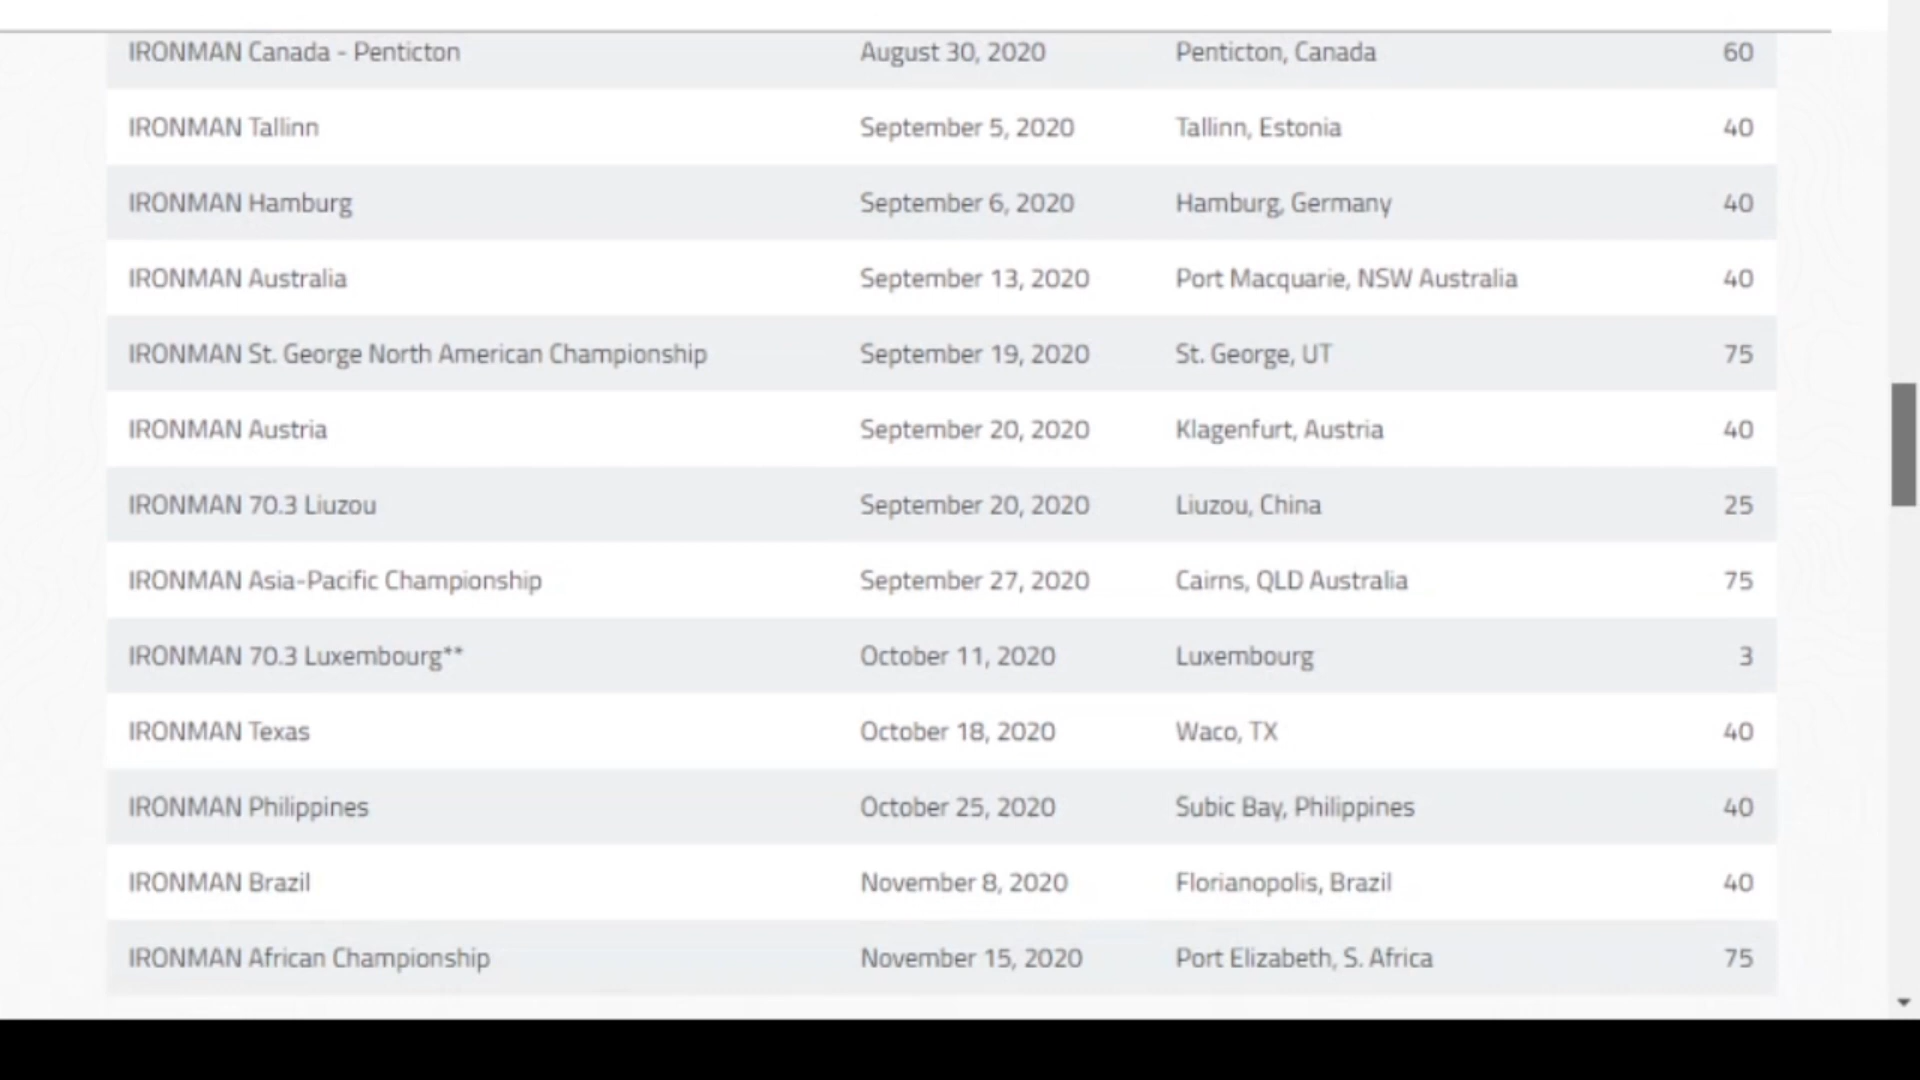 IRONMAN Canada - Penticton August 30, 2020 Penticton, Canada 60
IRONMAN Tallinn September 5, 2020 Tallinn, Estonia 40
IRONMAN Hamburg September 6, 2020 Hamburg, Germany 40
IRONMAN Australia September 13, 2020 Port Macquarie, NSW Australia 40
IRONMAN St. George North American Championship September 19, 2020 St. George, UT 75
IRONMAN Austria September 20, 2020 Klagenfurt, Austria 40
IRONMAN 70.3 Liuzou September 20, 2020 Liuzou, China 25
IRONMAN Asia-Pacific Championship September 27, 2020 Cairns, QLD Australia 75
IRONMAN 70.3 Luxembourg** October 11, 2020 Luxembourg 3
IRONMAN Texas October 18, 2020 Waco, TX 40
IRONMAN Philippines October 25, 2020 Subic Bay, Philippines 40
IRONMAN Brazil November 8, 2020 Florianopolis, Brazil 40
IRONMAN African Championship November 15, 2020 Port Elizabeth, S. Africa 75